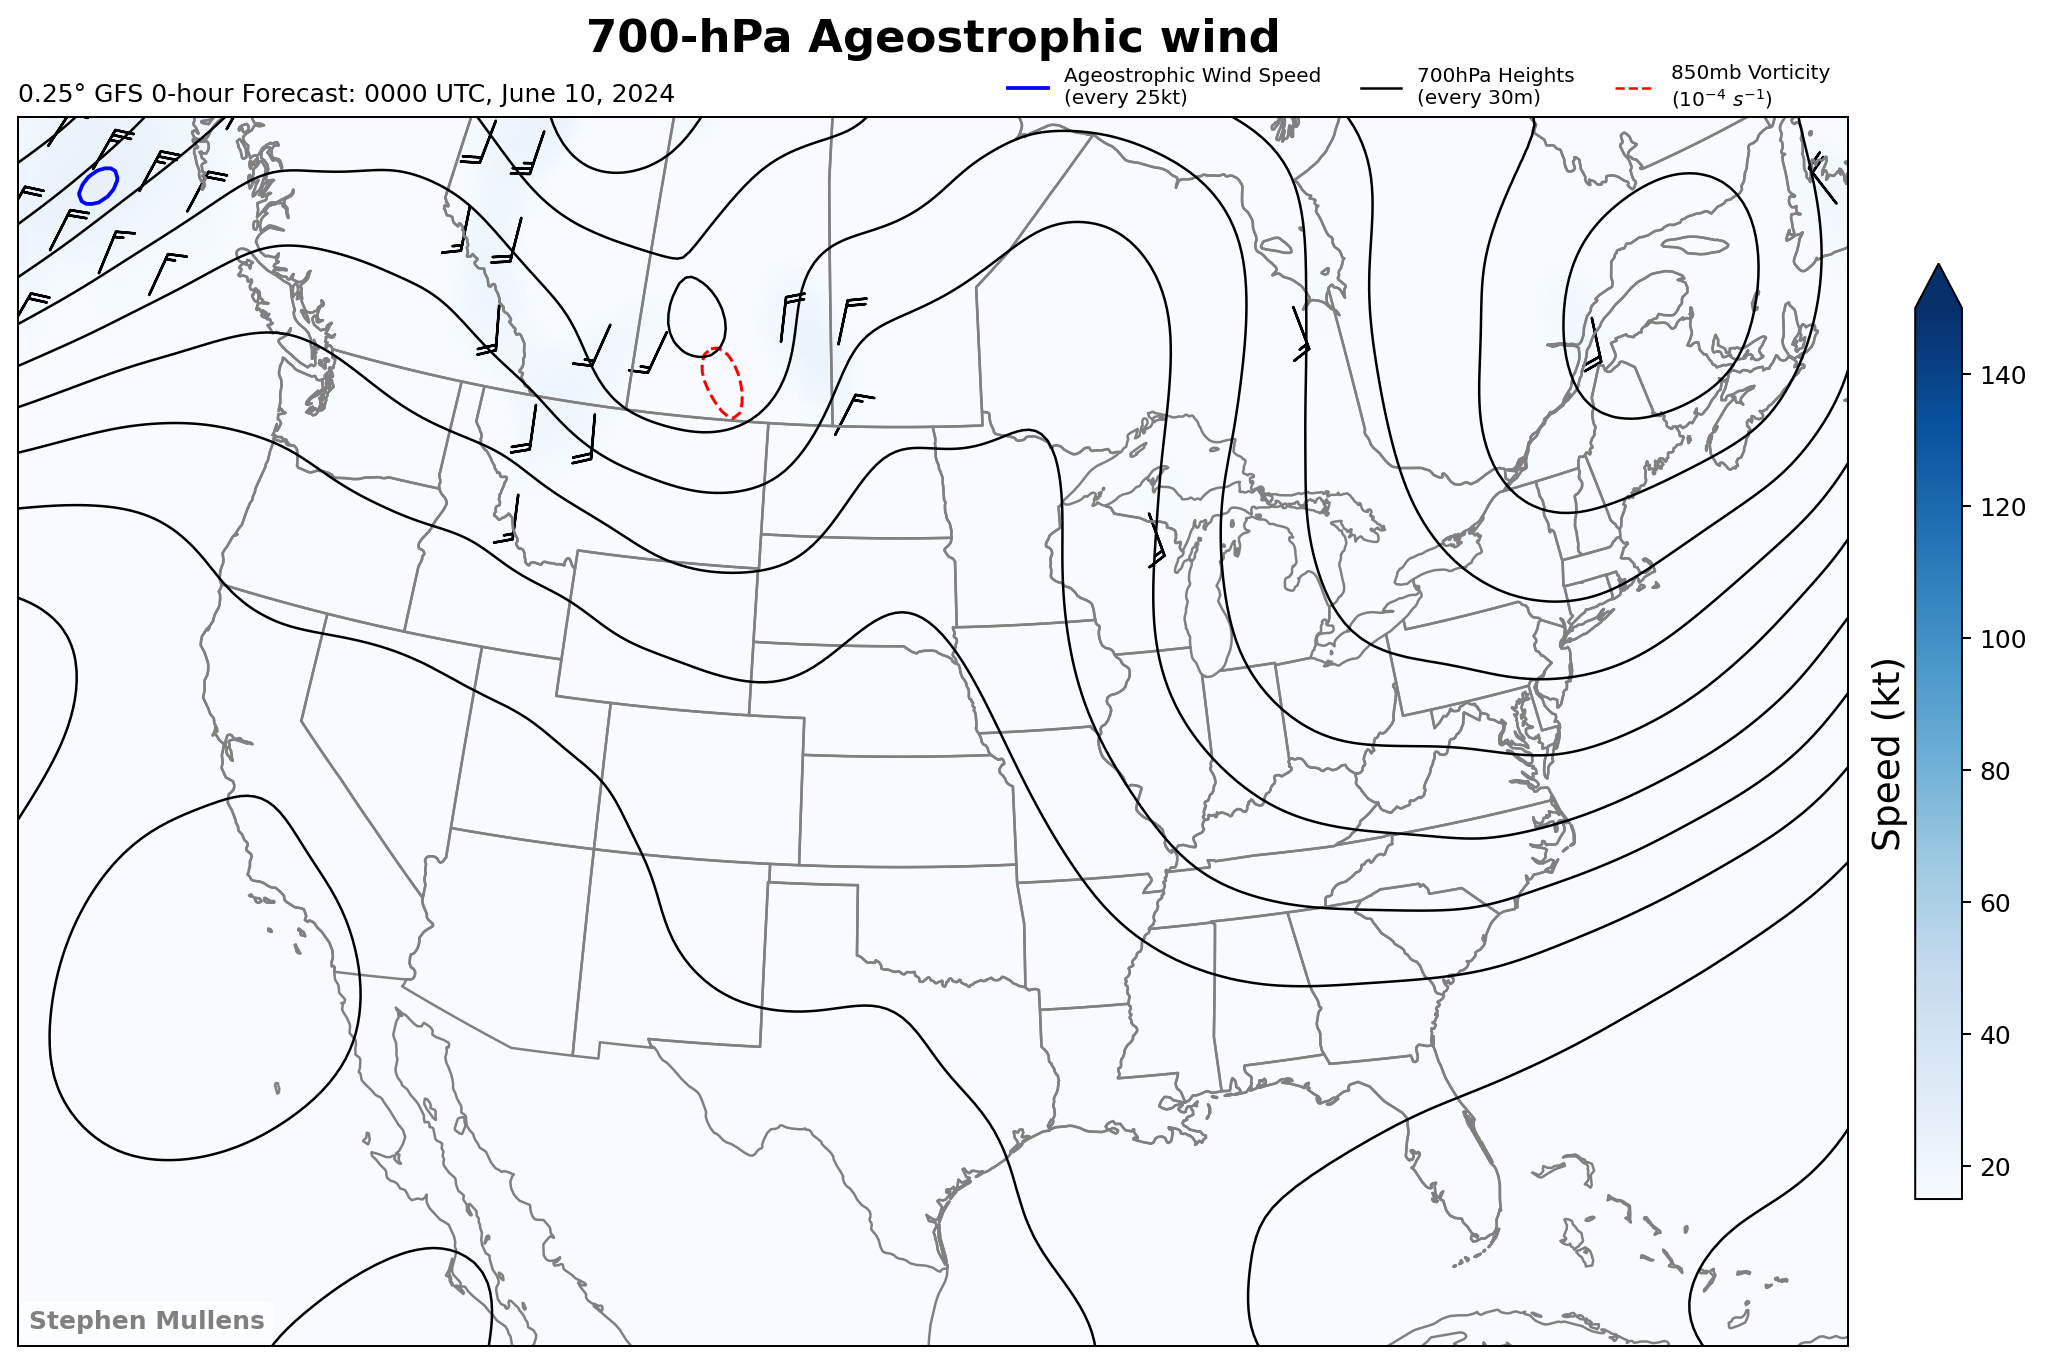 700-hPa Ageostrophic wind
0.25° GFS 0-hour Forecast: 0000 UTC, June 10, 2024
Ageostrophic Wind Speed
(every 25kt)
700hPa Heights
(every 30m)
850mb Vorticity
(10⁻⁴ s⁻¹)
140
120
100
80
60
40
20
Speed (kt)
Stephen Mullens